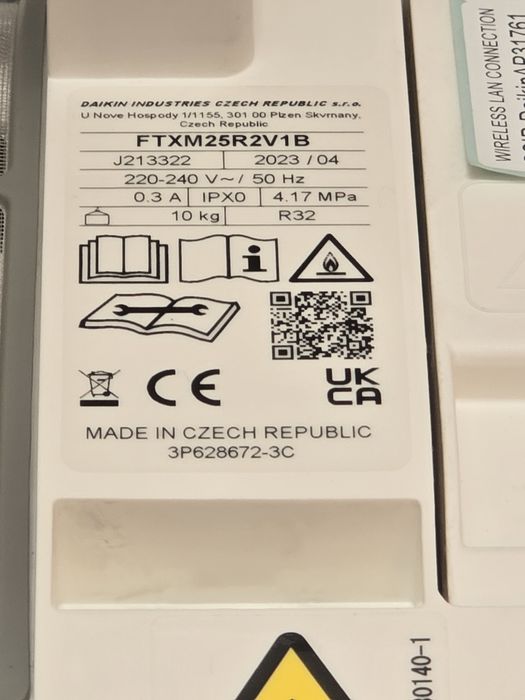 DAIKIN INDUSTRIES CZECH REPUBLIC s.r.o.
U Nove Hospody 1/1155, 301 00 Plzen Skvrnany,
Czech Republic
FTXM25R2V1B
J213322 2023 / 04
220-240 V~ / 50 Hz
0.3 A IPX0 4.17 MPa
10 kg R32
i
CE
UK
CA
MADE IN CZECH REPUBLIC
3P628672-3C
WIRELESS LAN CONNECTION
0140-1